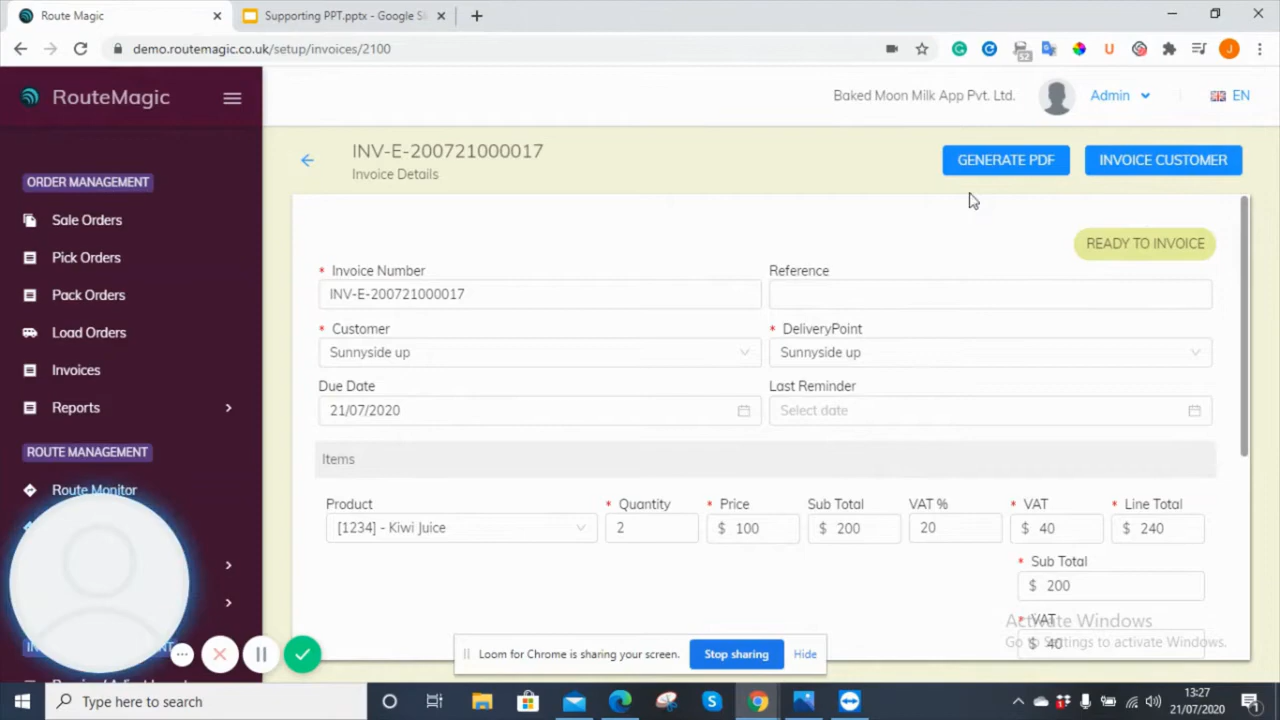 Route Magic
Supporting PPT.pptx - Google Sl
demo.routemagic.co.uk/setup/invoices/2100
52
U
J
RouteMagic
Baked Moon Milk App Pvt. Ltd.
Admin
EN
INV-E-200721000017
Invoice Details
GENERATE PDF
INVOICE CUSTOMER
ORDER MANAGEMENT
Sale Orders
Pick Orders
Pack Orders
Load Orders
Invoices
Reports
ROUTE MANAGEMENT
Route Monitor
READY TO INVOICE
* Invoice Number
Reference
INV-E-200721000017
* Customer
* DeliveryPoint
Sunnyside up
Sunnyside up
Due Date
Last Reminder
21/07/2020
Select date
Items
Product
* Quantity
* Price
Sub Total
VAT %
* VAT
* Line Total
[1234] - Kiwi Juice
2
$ 100
$ 200
20
$ 40
$ 240
* Sub Total
$ 200
* VAT
$ 40
Activate Windows
Go to Settings to activate Windows.
Loom for Chrome is sharing your screen.
Stop sharing
Hide
Type here to search
13:27
21/07/2020
1